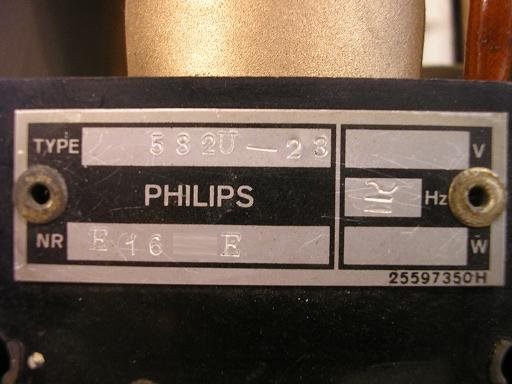 TYPE 582U-23 V
PHILIPS ≂ Hz
NR E16 E W
25597350H